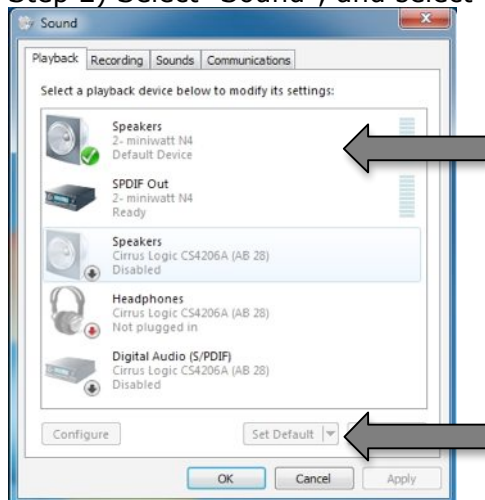 Step 2) Select "Sound", and select
Sound
Playback Recording Sounds Communications
Select a playback device below to modify its settings:
Speakers
2- miniwatt N4
Default Device
SPDIF Out
2- miniwatt N4
Ready
Speakers
Cirrus Logic CS4206A (AB 28)
Disabled
Headphones
Cirrus Logic CS4206A (AB 28)
Not plugged in
Digital Audio (S/PDIF)
Cirrus Logic CS4206A (AB 28)
Disabled
Configure Set Default
OK Cancel Apply